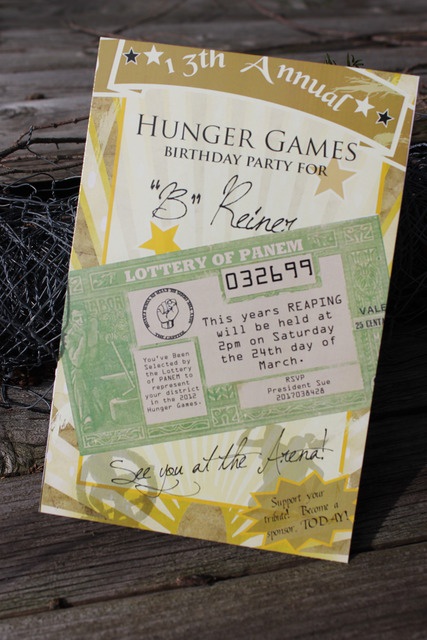 13th Annual
HUNGER GAMES
BIRTHDAY PARTY FOR
"B" Reiner
LOTTERY OF PANEM
032699
This years REAPING
will be held at
2pm on Saturday
the 24th day of
March.
VALE
25 CENT
You've Been
Selected by
the Lottery
of PANEM to
represent
your district
in the 2012
Hunger Games.
RSVP
President Sue
2017038428
See you at the Arena!
Support your
tribute! Become a
sponsor, TODAY!